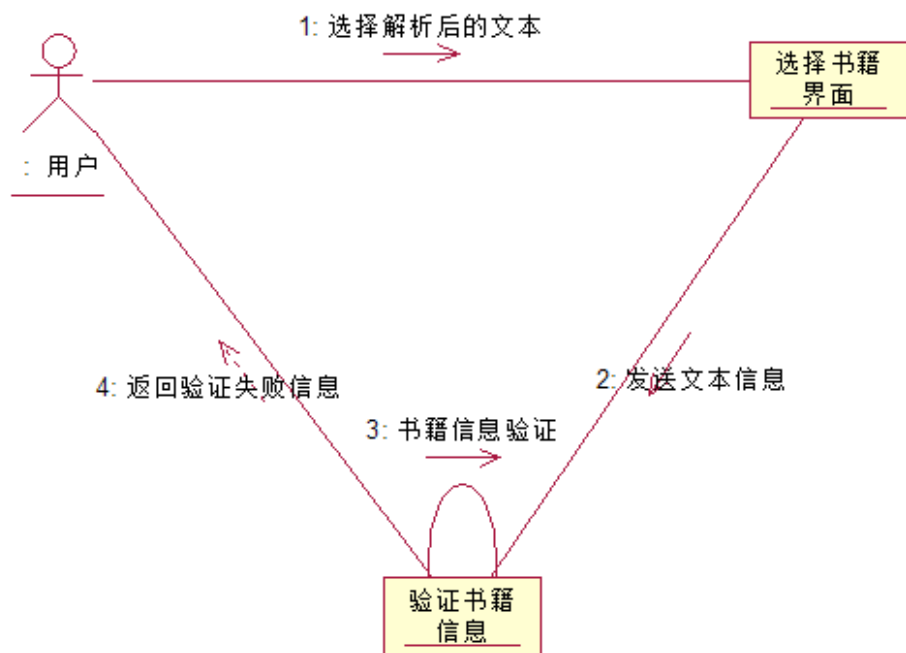 1: 选择解析后的文本
选择书籍
界面
: 用户
4: 返回验证失败信息
2: 发送文本信息
3: 书籍信息验证
验证书籍
信息